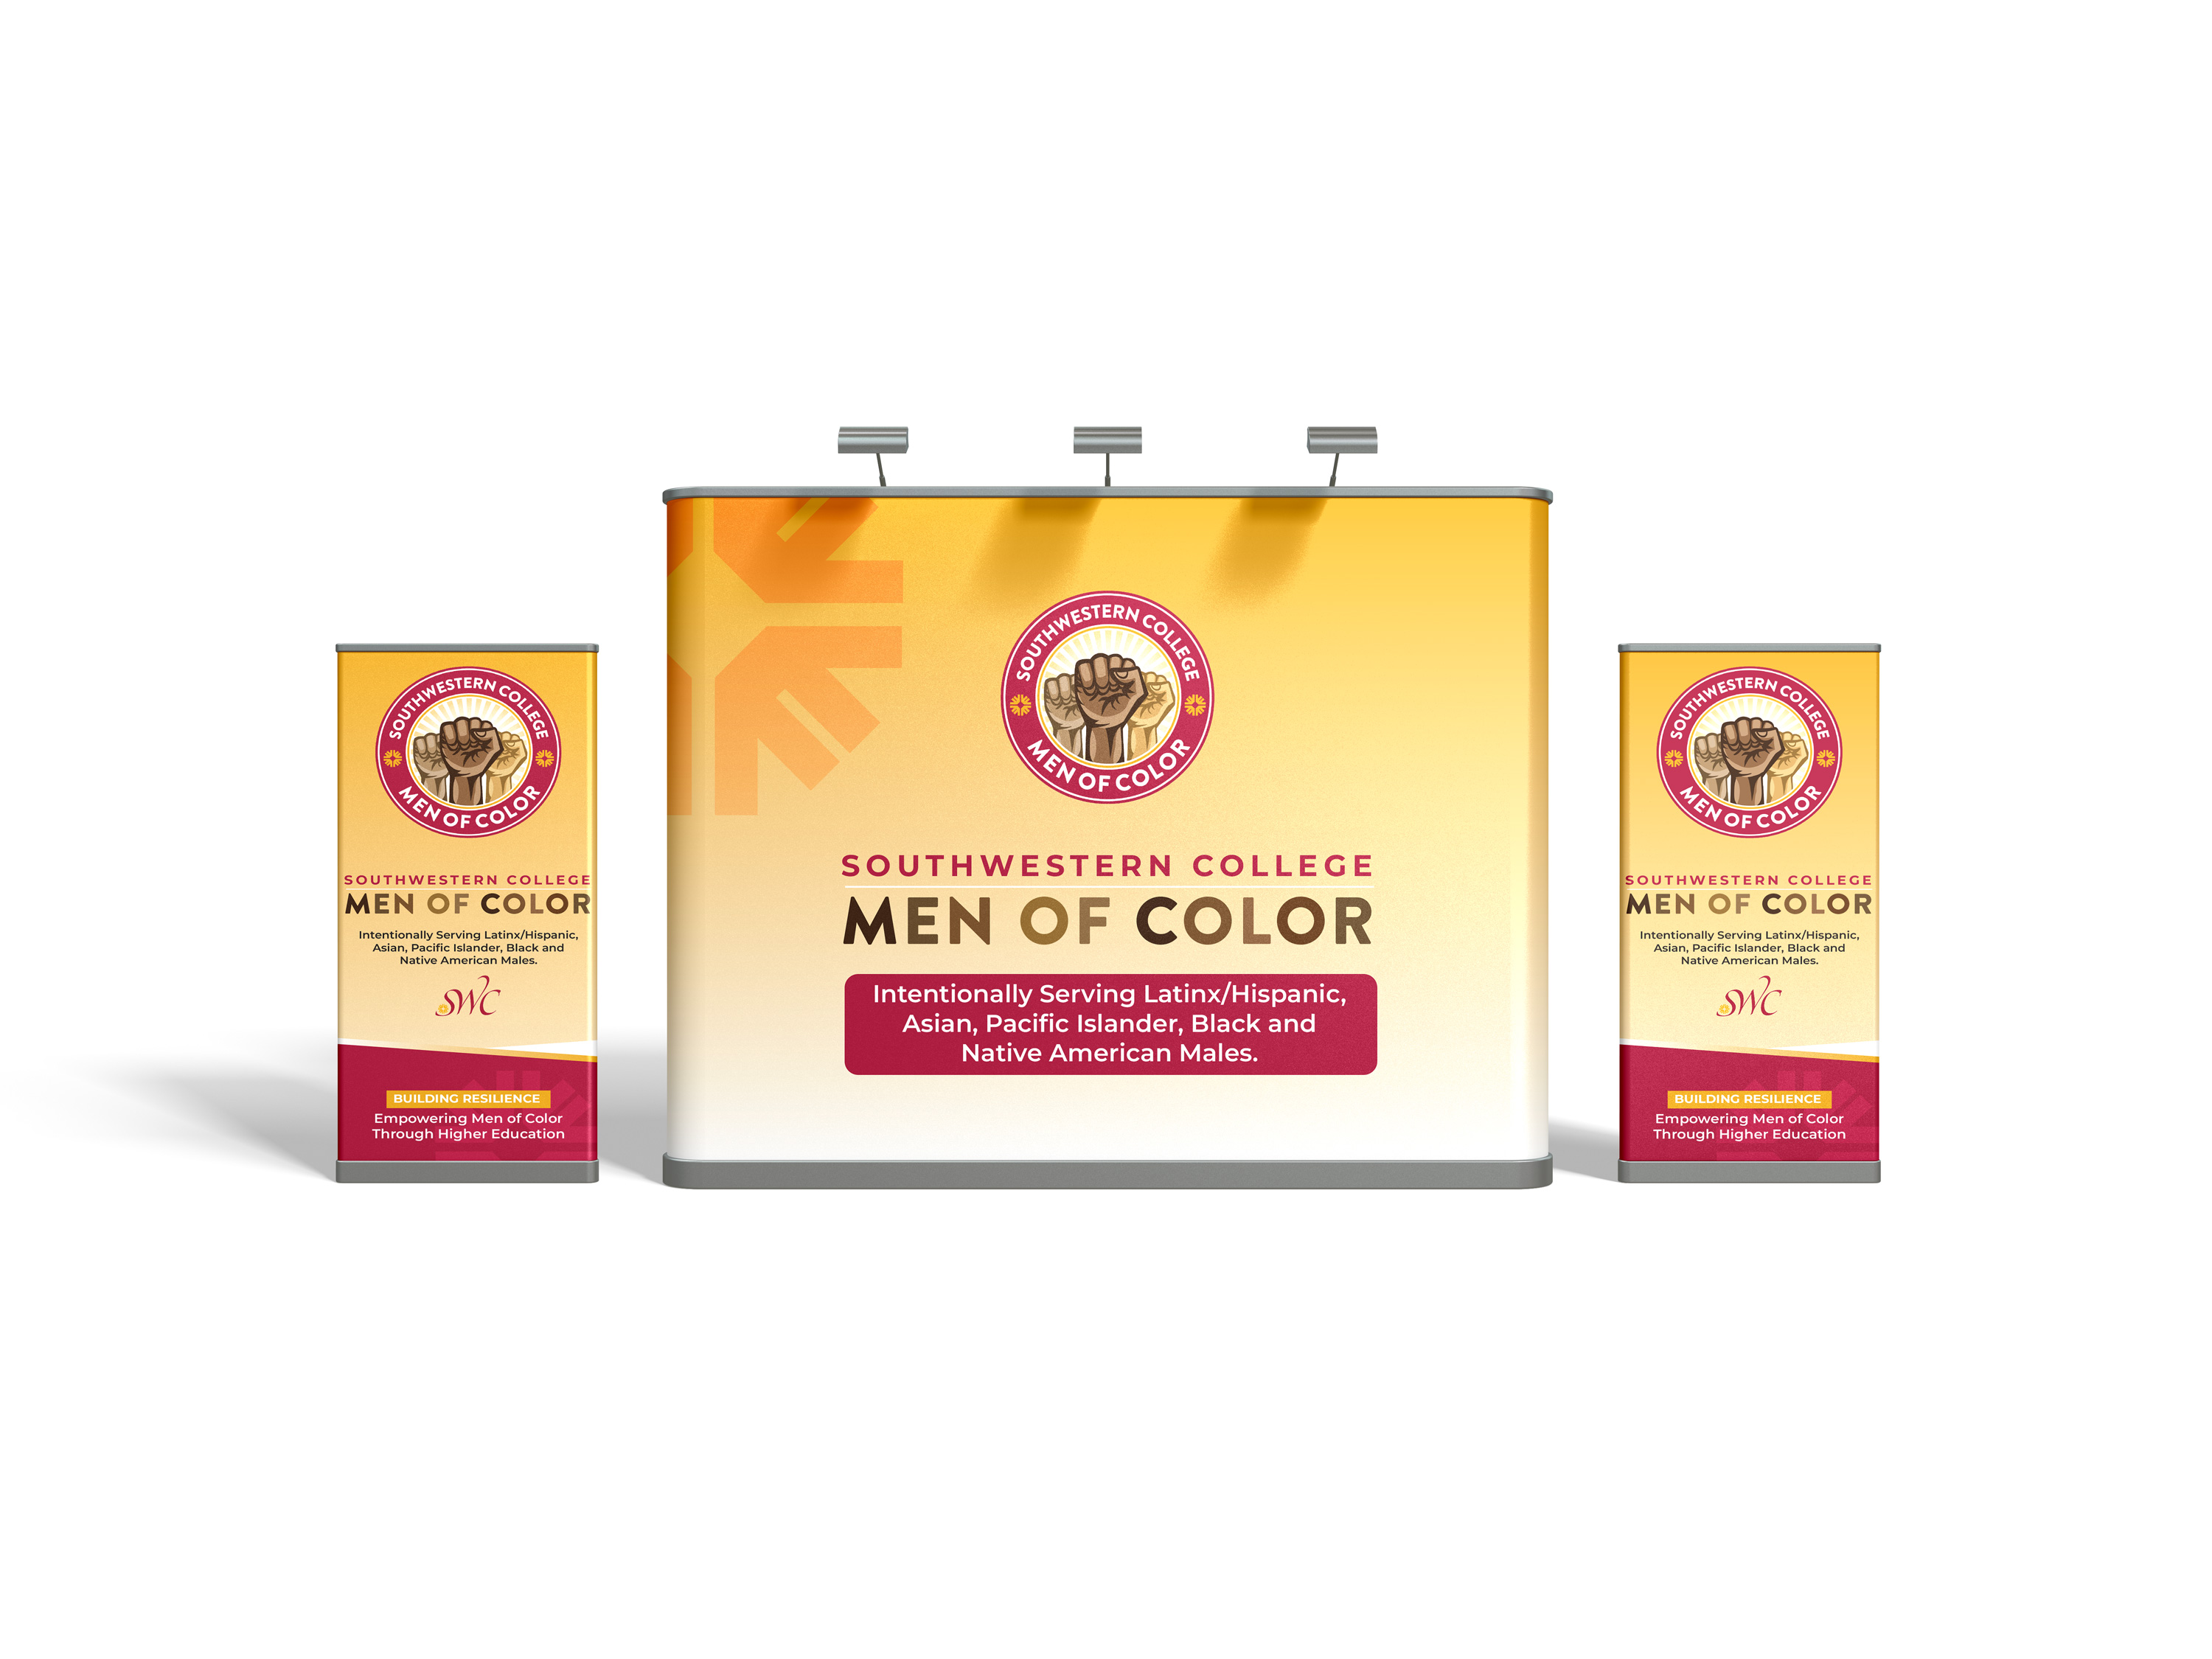 SOUTHWESTERN COLLEGE
MEN OF COLOR
SOUTHWESTERN COLLEGE
MEN OF COLOR
Intentionally Serving Latinx/Hispanic,
Asian, Pacific Islander, Black and
Native American Males.
SWC
BUILDING RESILIENCE
Empowering Men of Color
Through Higher Education
SOUTHWESTERN COLLEGE
MEN OF COLOR
SOUTHWESTERN COLLEGE
MEN OF COLOR
Intentionally Serving Latinx/Hispanic,
Asian, Pacific Islander, Black and
Native American Males.
SOUTHWESTERN COLLEGE
MEN OF COLOR
SOUTHWESTERN COLLEGE
MEN OF COLOR
Intentionally Serving Latinx/Hispanic,
Asian, Pacific Islander, Black and
Native American Males.
SWC
BUILDING RESILIENCE
Empowering Men of Color
Through Higher Education